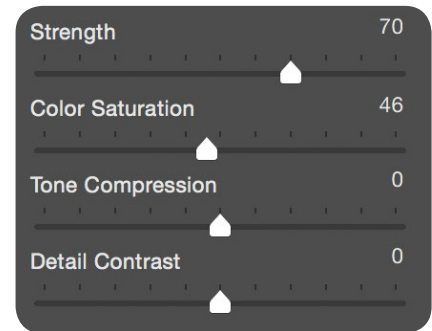 Strength 70
Color Saturation 46
Tone Compression 0
Detail Contrast 0